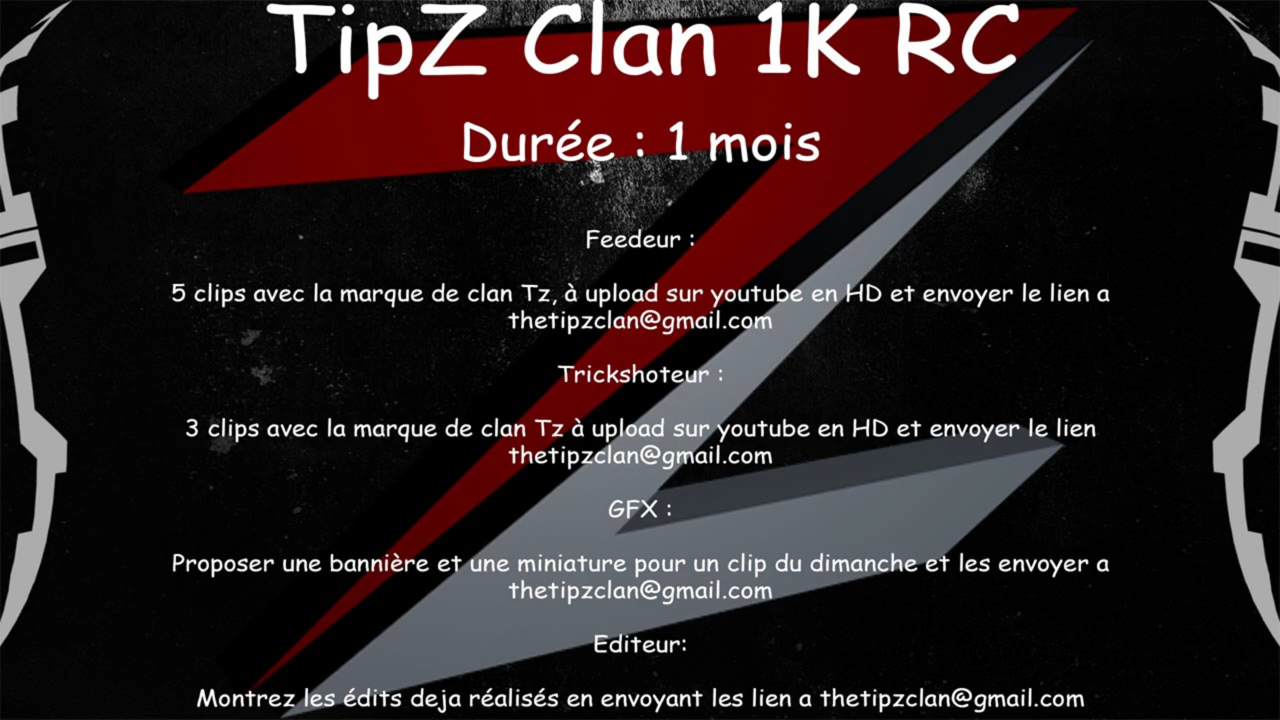 TipZ Clan 1K RC
Durée : 1 mois
Feedeur :
5 clips avec la marque de clan Tz, à upload sur youtube en HD et envoyer le lien a
thetipzclan@gmail.com
Trickshoteur :
3 clips avec la marque de clan Tz à upload sur youtube en HD et envoyer le lien
thetipzclan@gmail.com
GFX :
Proposer une bannière et une miniature pour un clip du dimanche et les envoyer a
thetipzclan@gmail.com
Editeur:
Montrez les édits deja réalisés en envoyant les lien a thetipzclan@gmail.com